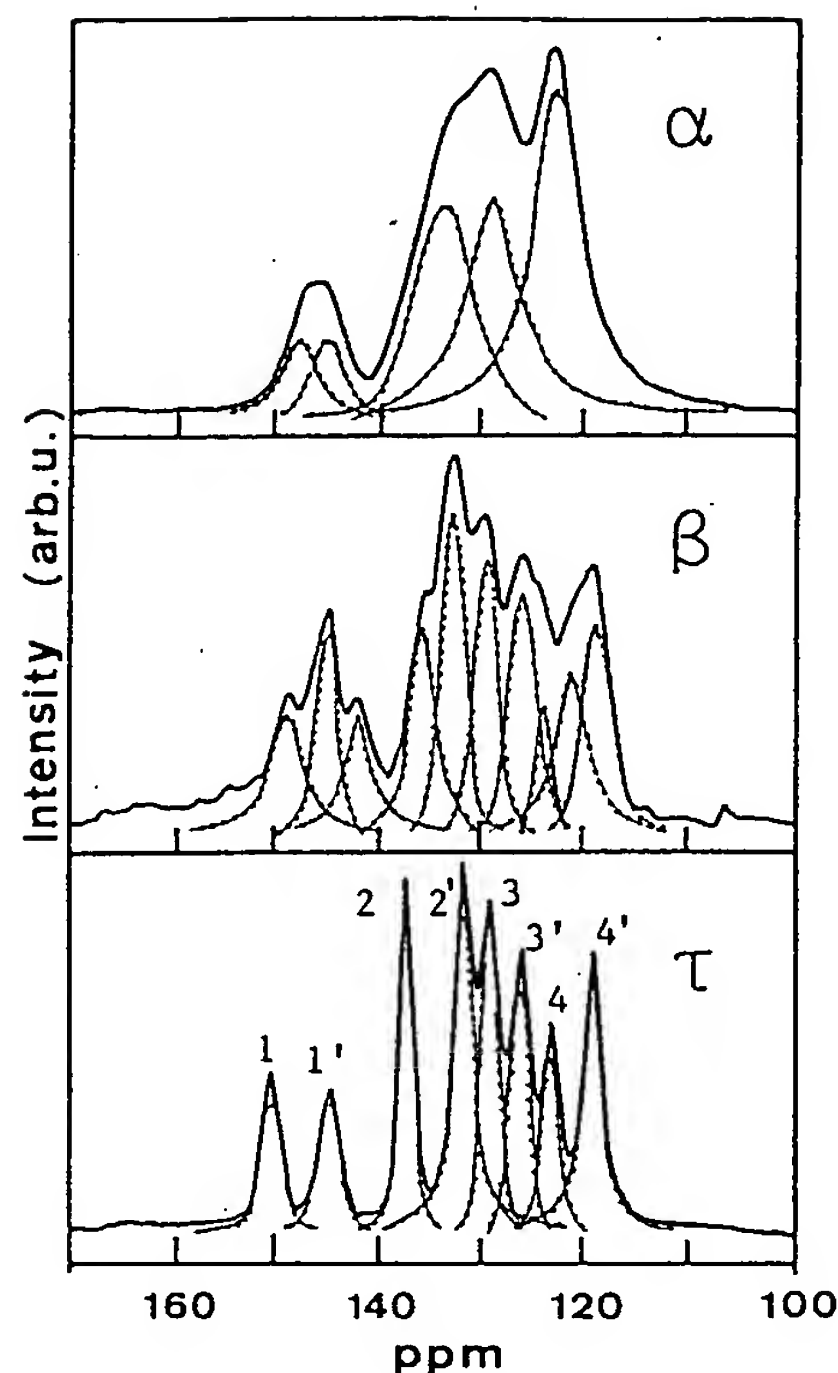 α
β
Intensity (arb.u.)
2 2' 3
3'
4'
τ
4
1 1'
160 140 120 100
ppm